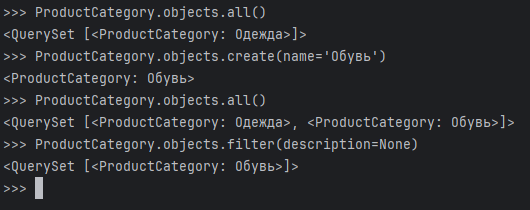 >>> ProductCategory.objects.all()
<QuerySet [<ProductCategory: Одежда>]>
>>> ProductCategory.objects.create(name='Обувь')
<ProductCategory: Обувь>
>>> ProductCategory.objects.all()
<QuerySet [<ProductCategory: Одежда>, <ProductCategory: Обувь>]>
>>> ProductCategory.objects.filter(description=None)
<QuerySet [<ProductCategory: Обувь>]>
>>>